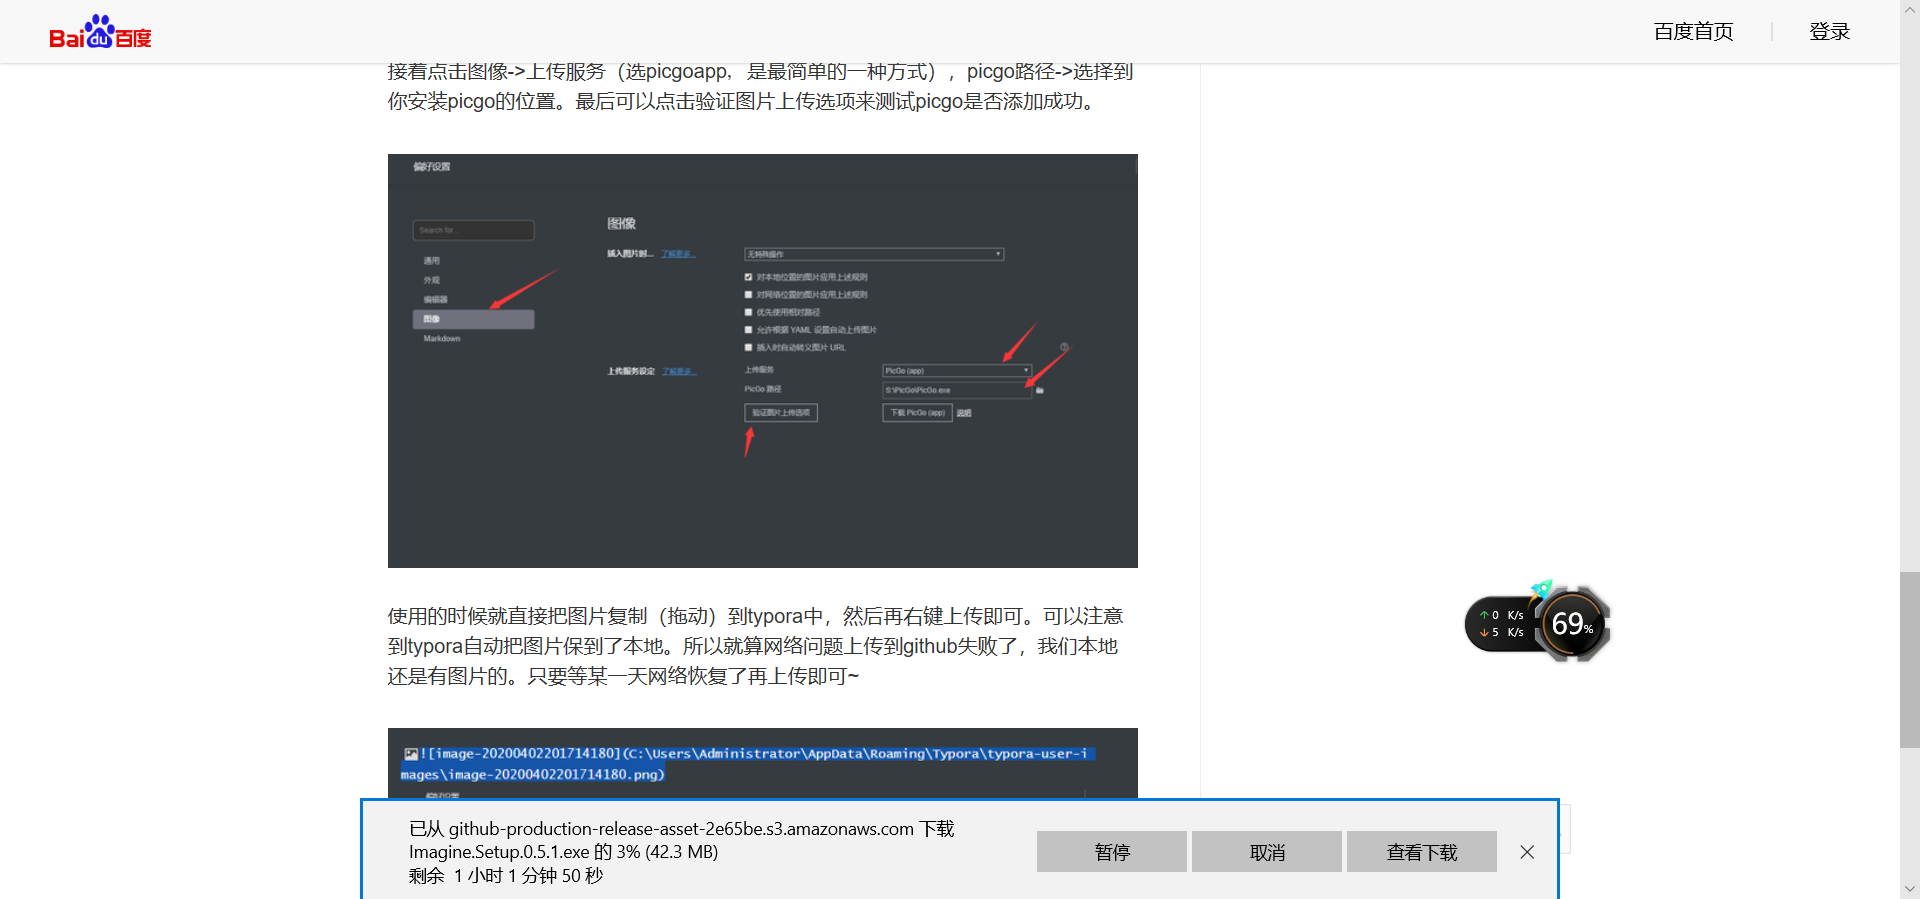 Baidu百度
百度首页
登录
接着点击图像->上传服务（选picgoapp，是最简单的一种方式），picgo路径->选择到
你安装picgo的位置。最后可以点击验证图片上传选项来测试picgo是否添加成功。
偏好设置
Search for...
通用
外观
编辑器
图像
Markdown
图像
插入图片时... 了解更多...
无特殊操作
对本地位置的图片应用上述规则
对网络位置的图片应用上述规则
优先使用相对路径
允许根据 YAML 设置自动上传图片
插入时自动转义图片 URL
上传服务设定 了解更多...
上传服务
PicGo (app)
PicGo 路径
S:\PicGo\PicGo.exe
验证图片上传选项
下载 PicGo (app)
说明
使用的时候就直接把图片复制（拖动）到typora中，然后再右键上传即可。可以注意
到typora自动把图片保到了本地。所以就算网络问题上传到github失败了，我们本地
还是有图片的。只要等某一天网络恢复了再上传即可~
![image-20200402201714180](C:\Users\Administrator\AppData\Roaming\Typora\typora-user-i
mages\image-20200402201714180.png)
偏好设置
↑ 0 K/s
↓ 5 K/s
69%
已从 github-production-release-asset-2e65be.s3.amazonaws.com 下载
Imagine.Setup.0.5.1.exe 的 3% (42.3 MB)
剩余 1 小时 1 分钟 50 秒
暂停
取消
查看下载